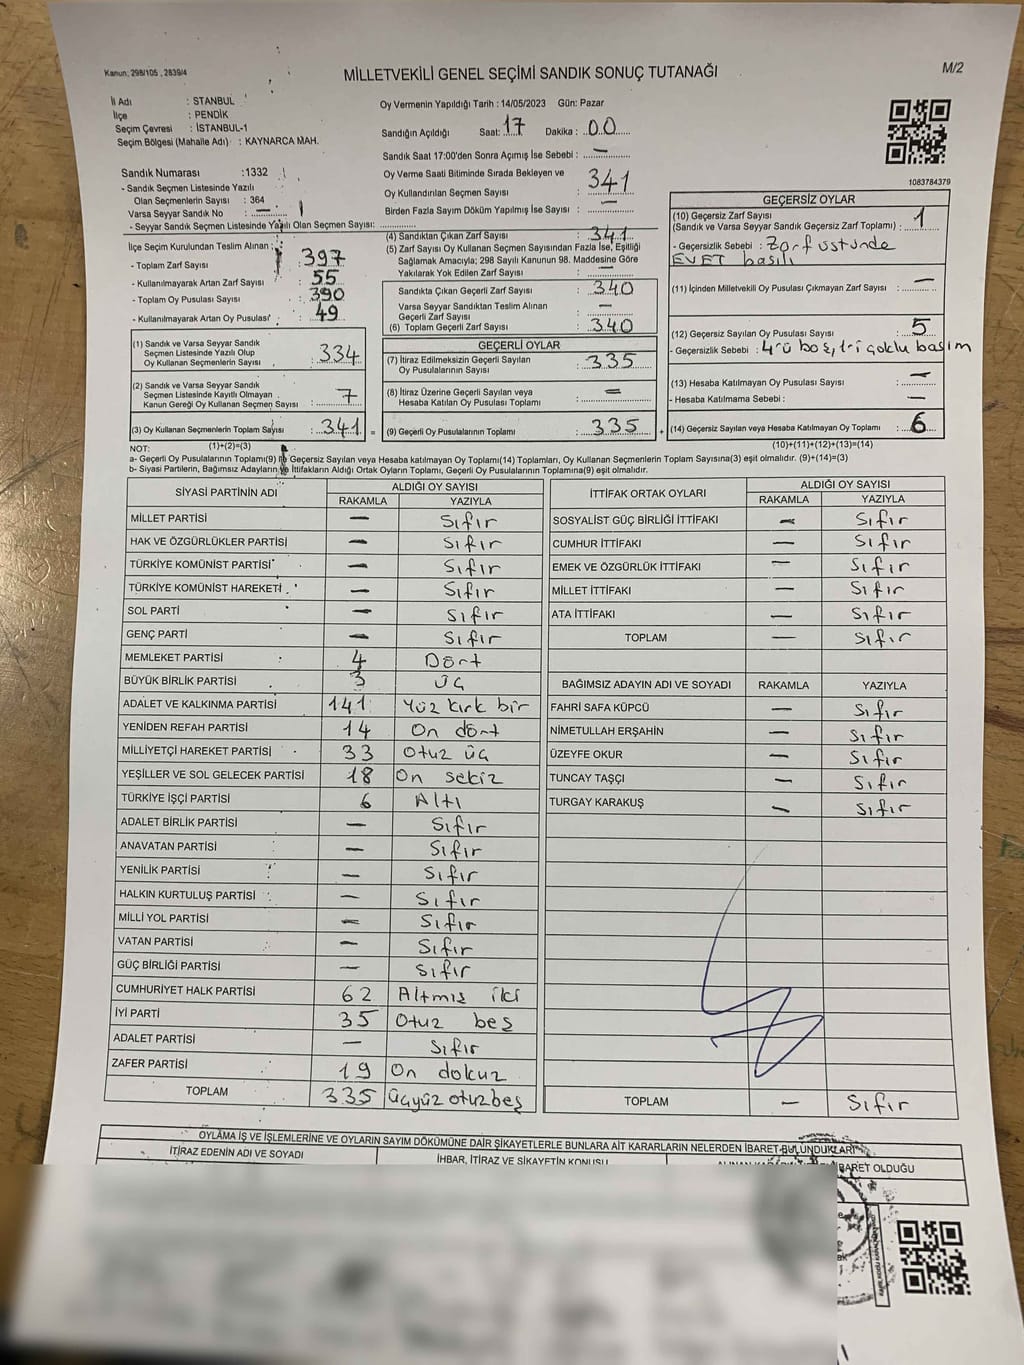 Kanun; 298/105 , 2839/4
MİLLETVEKİLİ GENEL SEÇİMİ SANDIK SONUÇ TUTANAĞI
M/2
İl Adı : STANBUL
İlçe : PENDİK
Seçim Çevresi : İSTANBUL-1
Seçim Bölgesi (Mahalle Adı) : KAYNARCA MAH.
Oy Vermenin Yapıldığı Tarih : 14/05/2023 Gün: Pazar
Sandığın Açıldığı Saat: 17 Dakika : 00
Sandık Saat 17:00'den Sonra Açımış İse Sebebi : —
Sandık Numarası :1332
- Sandık Seçmen Listesinde Yazılı
Olan Seçmenlerin Sayısı : 364
Varsa Seyyar Sandık No : —
- Seyyar Sandık Seçmen Listesinde Yazılı Olan Seçmen Sayısı:
Oy Verme Saati Bitiminde Sırada Bekleyen ve
Oy Kullandırılan Seçmen Sayısı : 341
Birden Fazla Sayım Döküm Yapılmış İse Sayısı : —
1083784379
İlçe Seçim Kurulundan Teslim Alınan :
- Toplam Zarf Sayısı : 397
- Kullanılmayarak Artan Zarf Sayısı : 55
- Toplam Oy Pusulası Sayısı : 390
- Kullanılmayarak Artan Oy Pusulası : 49
(4) Sandıktan Çıkan Zarf Sayısı : 341
(5) Zarf Sayısı Oy Kullanan Seçmen Sayısından Fazla İse, Eşitliği
Sağlamak Amacıyla; 298 Sayılı Kanunun 98. Maddesine Göre
Yakılarak Yok Edilen Zarf Sayısı : —
Sandıkta Çıkan Geçerli Zarf Sayısı : 340
Varsa Seyyar Sandıktan Teslim Alınan
Geçerli Zarf Sayısı : —
(6) Toplam Geçerli Zarf Sayısı : 340
GEÇERSİZ OYLAR
(10) Geçersiz Zarf Sayısı
(Sandık ve Varsa Seyyar Sandık Geçersiz Zarf Toplamı) : 1
- Geçersizlik Sebebi : Zarf üstünde
EVET basılı
(11) İçinden Milletvekili Oy Pusulası Çıkmayan Zarf Sayısı : —
(12) Geçersiz Sayılan Oy Pusulası Sayısı : 5
- Geçersizlik Sebebi : 4'ü boş, 1'i çoklu basım
(13) Hesaba Katılmayan Oy Pusulası Sayısı : —
- Hesaba Katılmama Sebebi : —
(14) Geçersiz Sayılan veya Hesaba Katılmayan Oy Toplamı : 6
(10)+(11)+(12)+(13)=(14)
(1) Sandık ve Varsa Seyyar Sandık
Seçmen Listesinde Yazılı Olup
Oy Kullanan Seçmenlerin Sayısı : 334
(2) Sandık ve Varsa Seyyar Sandık
Seçmen Listesinde Kayıtlı Olmayan
Kanun Gereği Oy Kullanan Seçmen Sayısı : 7
(3) Oy Kullanan Seçmenlerin Toplam Sayısı : 341 =
(1)+(2)=(3)
GEÇERLİ OYLAR
(7) İtiraz Edilmeksizin Geçerli Sayılan
Oy Pusulalarının Sayısı : 335
(8) İtiraz Üzerine Geçerli Sayılan veya
Hesaba Katılan Oy Pusulası Toplamı : —
(9) Geçerli Oy Pusulalarının Toplamı : 335 +
NOT:
a- Geçerli Oy Pusulalarının Toplamı(9) ile Geçersiz Sayılan veya Hesaba katılmayan Oy Toplamı(14) Toplamları, Oy Kullanan Seçmenlerin Toplam Sayısına(3) eşit olmalıdır. (9)+(14)=(3)
b- Siyasi Partilerin, Bağımsız Adayların ve İttifakların Aldığı Ortak Oyların Toplamı, Geçerli Oy Pusulalarının Toplamına(9) eşit olmalıdır.
SİYASİ PARTİNİN ADI ALDIĞI OY SAYISI
RAKAMLA YAZIYLA
MİLLET PARTİSİ — Sıfır
HAK VE ÖZGÜRLÜKLER PARTİSİ — Sıfır
TÜRKİYE KOMÜNİST PARTİSİ — Sıfır
TÜRKİYE KOMÜNİST HAREKETİ — Sıfır
SOL PARTİ — Sıfır
GENÇ PARTİ — Sıfır
MEMLEKET PARTİSİ 4 Dört
BÜYÜK BİRLİK PARTİSİ 3 Üç
ADALET VE KALKINMA PARTİSİ 141 Yüz kırk bir
YENİDEN REFAH PARTİSİ 14 On dört
MİLLİYETÇİ HAREKET PARTİSİ 33 Otuz üç
YEŞİLLER VE SOL GELECEK PARTİSİ 18 On sekiz
TÜRKİYE İŞÇİ PARTİSİ 6 Altı
ADALET BİRLİK PARTİSİ — Sıfır
ANAVATAN PARTİSİ — Sıfır
YENİLİK PARTİSİ — Sıfır
HALKIN KURTULUŞ PARTİSİ — Sıfır
MİLLİ YOL PARTİSİ — Sıfır
VATAN PARTİSİ — Sıfır
GÜÇ BİRLİĞİ PARTİSİ — Sıfır
CUMHURİYET HALK PARTİSİ 62 Altmış iki
İYİ PARTİ 35 Otuz beş
ADALET PARTİSİ — Sıfır
ZAFER PARTİSİ 19 On dokuz
TOPLAM 335 Üçyüz otuzbeş
İTTİFAK ORTAK OYLARI ALDIĞI OY SAYISI
RAKAMLA YAZIYLA
SOSYALİST GÜÇ BİRLİĞİ İTTİFAKI — Sıfır
CUMHUR İTTİFAKI — Sıfır
EMEK VE ÖZGÜRLÜK İTTİFAKI — Sıfır
MİLLET İTTİFAKI — Sıfır
ATA İTTİFAKI — Sıfır
TOPLAM — Sıfır
BAĞIMSIZ ADAYIN ADI VE SOYADI RAKAMLA YAZIYLA
FAHRİ SAFA KÜPCÜ — Sıfır
NİMETULLAH ERŞAHİN — Sıfır
ÜZEYFE OKUR — Sıfır
TUNCAY TAŞÇI — Sıfır
TURGAY KARAKUŞ — Sıfır
TOPLAM — Sıfır
OYLAMA İŞ VE İŞLEMLERİNE VE OYLARIN SAYIM DÖKÜMÜNE DAİR ŞİKAYETLERLE BUNLARA AİT KARARLARIN NELERDEN İBARET BULUNDUKLARI
İTİRAZ EDENİN ADI VE SOYADI
İHBAR, İTİRAZ VE ŞİKAYETİN KONUSU
İBARET OLDUĞU